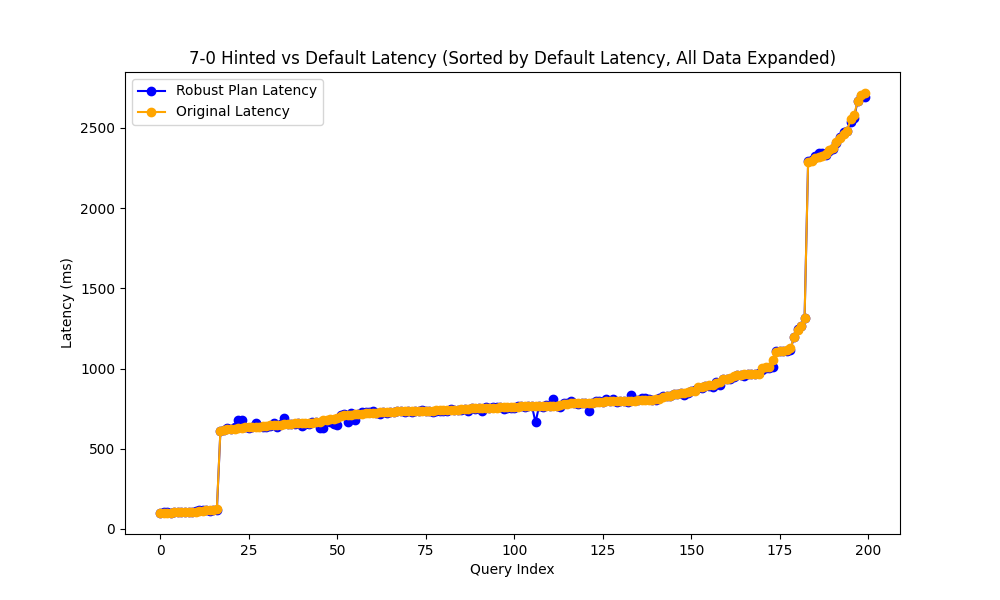 7-0 Hinted vs Default Latency (Sorted by Default Latency, All Data Expanded)
Robust Plan Latency
Original Latency
2500
2000
1500
1000
500
0
Latency (ms)
0 25 50 75 100 125 150 175 200
Query Index